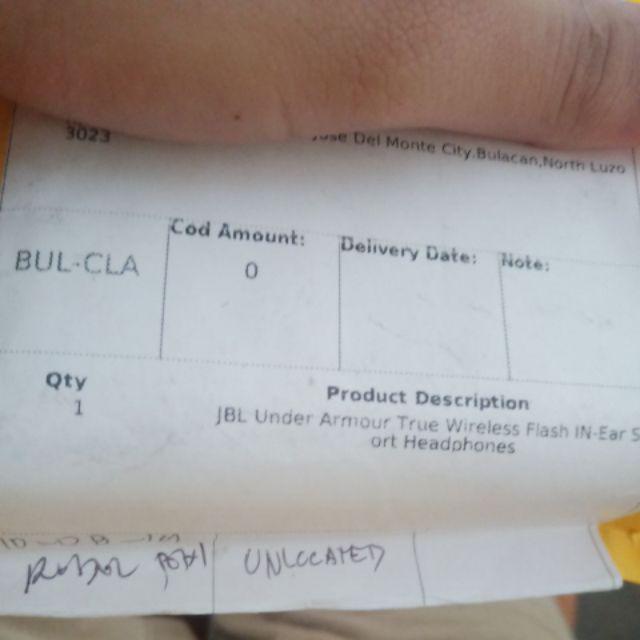 3023
Jose Del Monte City,Bulacan,North Luzo
BUL-CLA
Cod Amount:
0
Delivery Date:
Note:
Qty
1
Product Description
JBL Under Armour True Wireless Flash IN-Ear S
ort Headphones
UNLOCATED